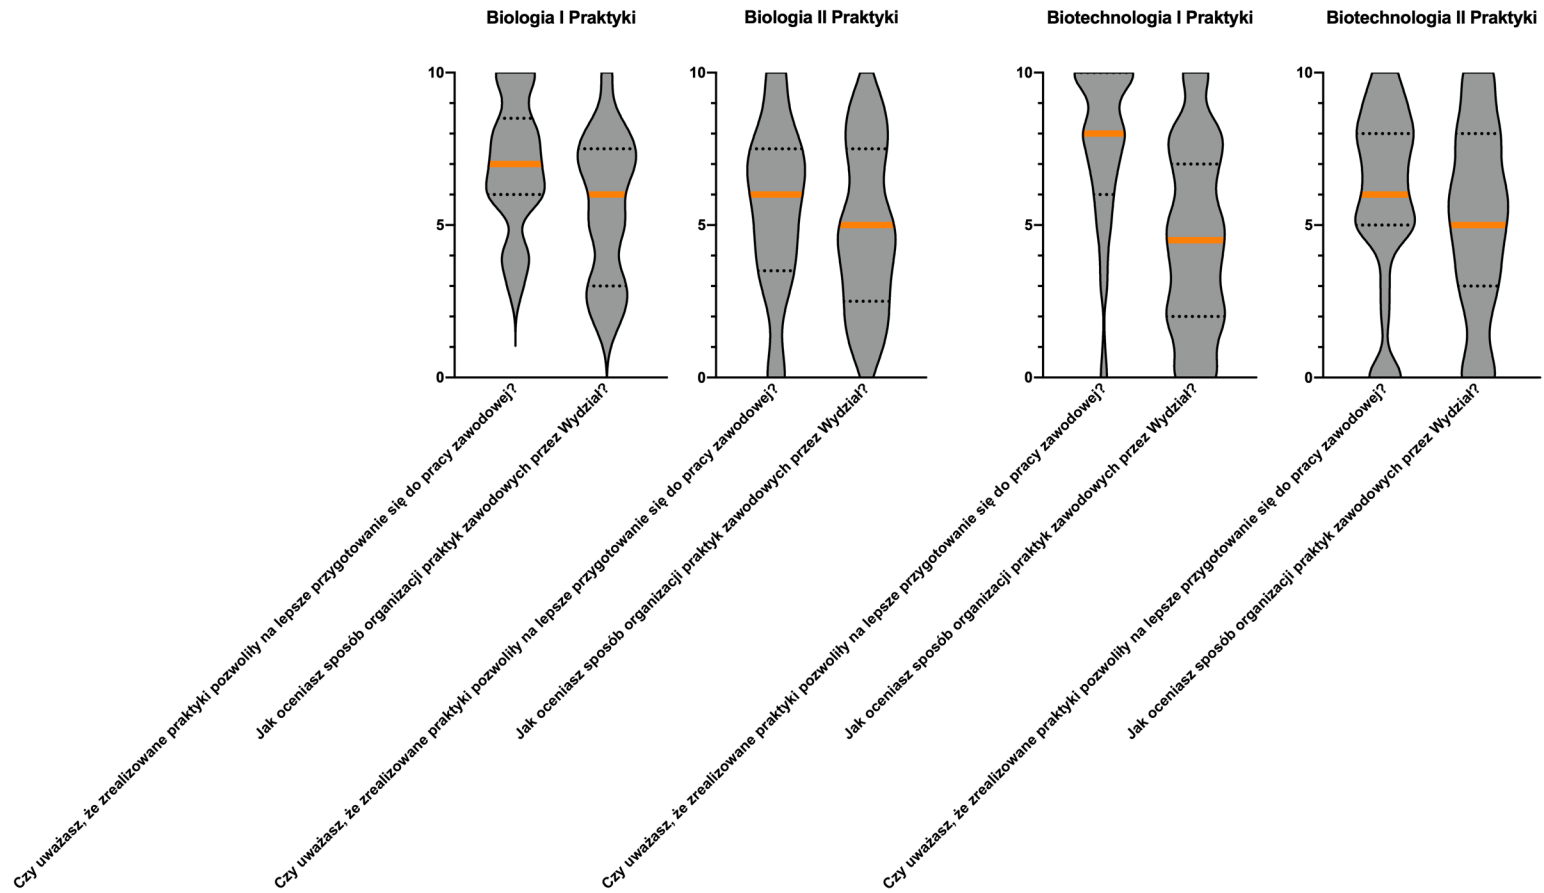 Biologia I Praktyki
10
5
0
Czy uważasz, że zrealizowane praktyki pozwoliły na lepsze przygotowanie się do pracy zawodowej?
Jak oceniasz sposób organizacji praktyk zawodowych przez Wydział?
Biologia II Praktyki
10
5
0
Czy uważasz, że zrealizowane praktyki pozwoliły na lepsze przygotowanie się do pracy zawodowej?
Jak oceniasz sposób organizacji praktyk zawodowych przez Wydział?
Biotechnologia I Praktyki
10
5
0
Czy uważasz, że zrealizowane praktyki pozwoliły na lepsze przygotowanie się do pracy zawodowej?
Jak oceniasz sposób organizacji praktyk zawodowych przez Wydział?
Biotechnologia II Praktyki
10
5
0
Czy uważasz, że zrealizowane praktyki pozwoliły na lepsze przygotowanie się do pracy zawodowej?
Jak oceniasz sposób organizacji praktyk zawodowych przez Wydział?